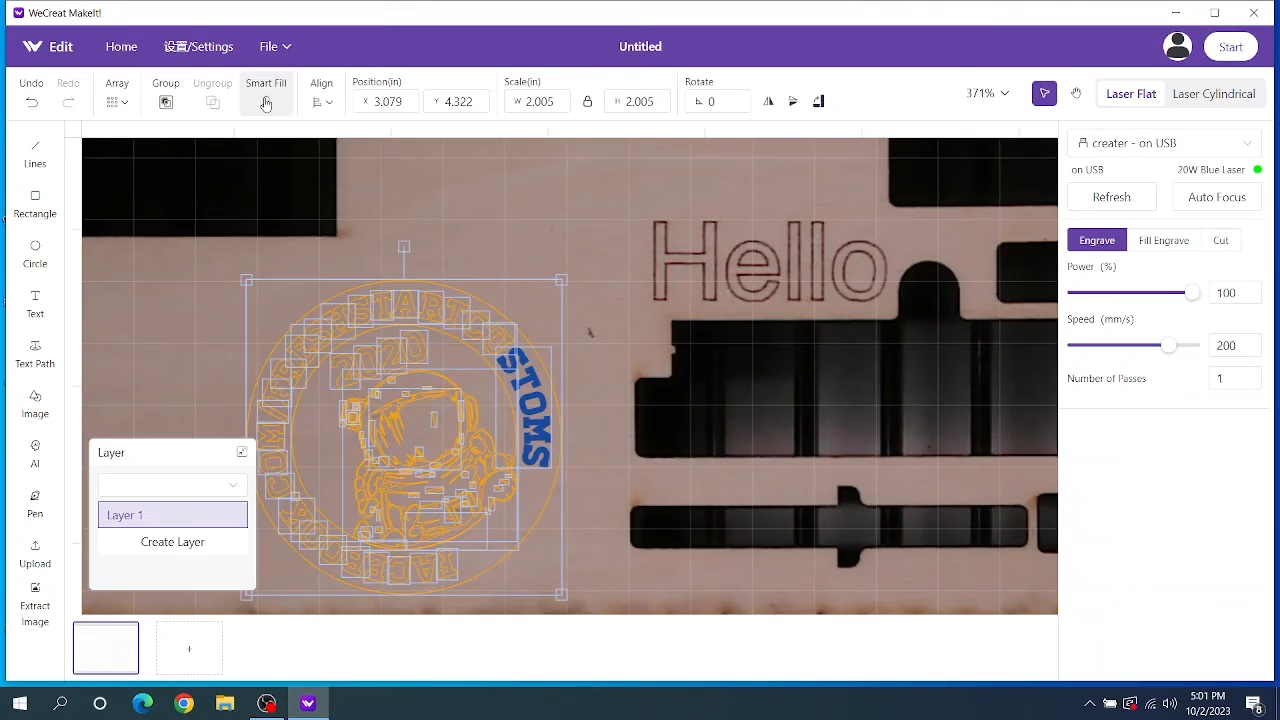 WeCreat MakeIt!
Edit Home 设置/Settings File Untitled Start
Undo Redo Array Group Ungroup Smart Fill Align Position(in) X 3.079 Y 4.322 Scale(in) W 2.005 H 2.005 Rotate 0 371% Laser Flat Laser Cylindrical
Lines
Rectangle
Circle
Text
Text Path
Image
AI
Pen
Upload
Extract
Image
Hello
2020
STOMS
Layer
Layer 1
Create Layer
+
creater - on USB
on USB 20W Blue Laser
Refresh Auto Focus
Engrave Fill Engrave Cut
Power (%)
100
Speed (mm/s)
200
Number of Passes 1
5:01 PM
10/2/2023
8